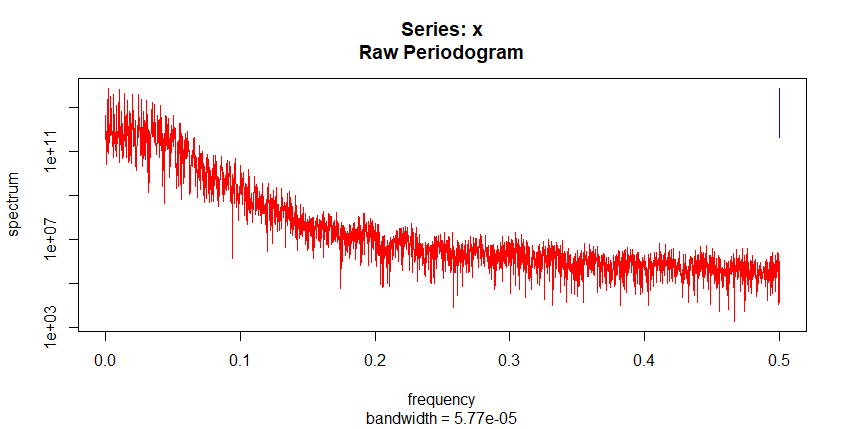 Series: x
Raw Periodogram
spectrum
1e+11
1e+07
1e+03
0.0 0.1 0.2 0.3 0.4 0.5
frequency
bandwidth = 5.77e-05